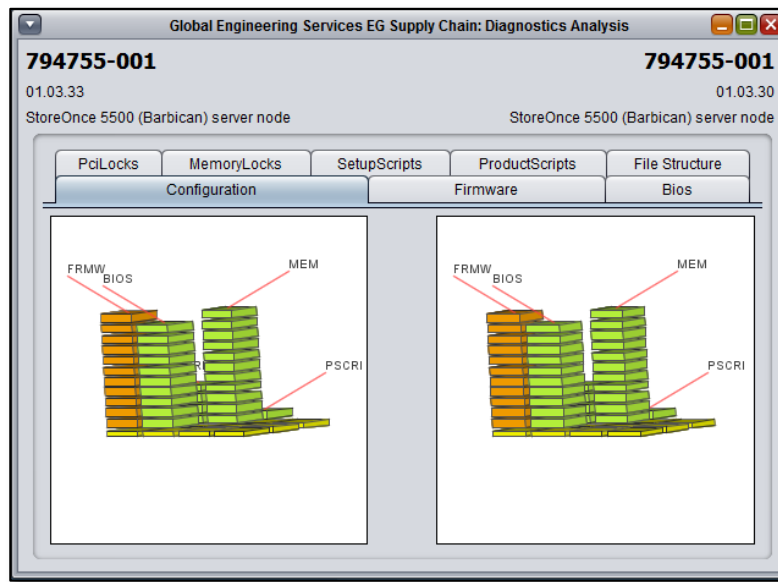 Global Engineering Services EG Supply Chain: Diagnostics Analysis
794755-001
794755-001
01.03.33
01.03.30
StoreOnce 5500 (Barbican) server node
StoreOnce 5500 (Barbican) server node
PciLocks
MemoryLocks
SetupScripts
ProductScripts
File Structure
Configuration
Firmware
Bios
FRMW
BIOS
MEM
PSCRI
FRMW
BIOS
MEM
PSCRI